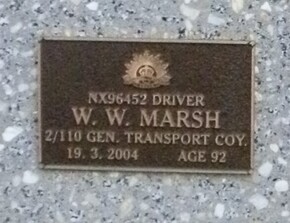 NX96452 DRIVER
W. W. MARSH
2/110 GEN. TRANSPORT COY.
19. 3. 2004 AGE 92